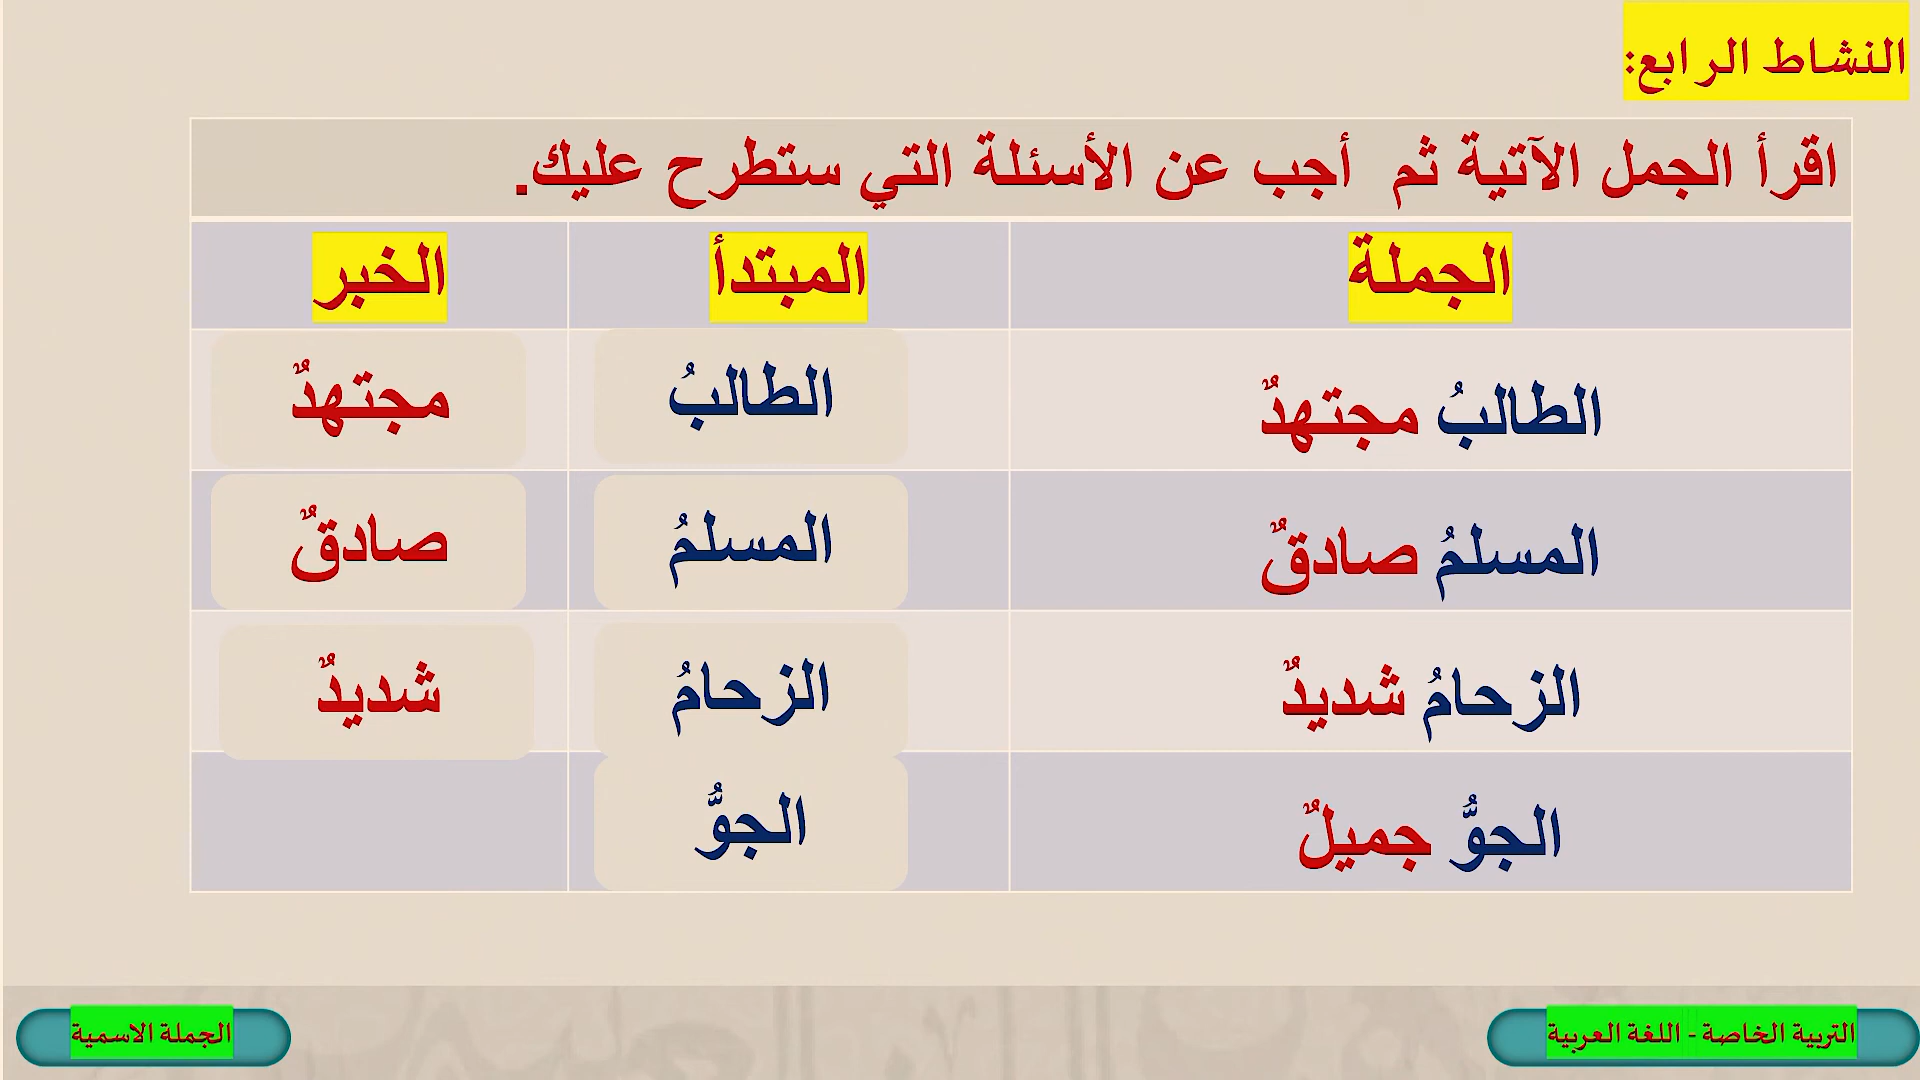 النشاط الرابع:
اقرأ الجمل الآتية ثم أجب عن الأسئلة التي ستطرح عليك.
الجملة المبتدأ الخبر
الطالبُ مجتهدٌ الطالبُ مجتهدٌ
المسلمُ صادقٌ المسلمُ صادقٌ
الزحامُ شديدٌ الزحامُ شديدٌ
الجوُّ جميلٌ الجوُّ
التربية الخاصة - اللغة العربية
الجملة الاسمية